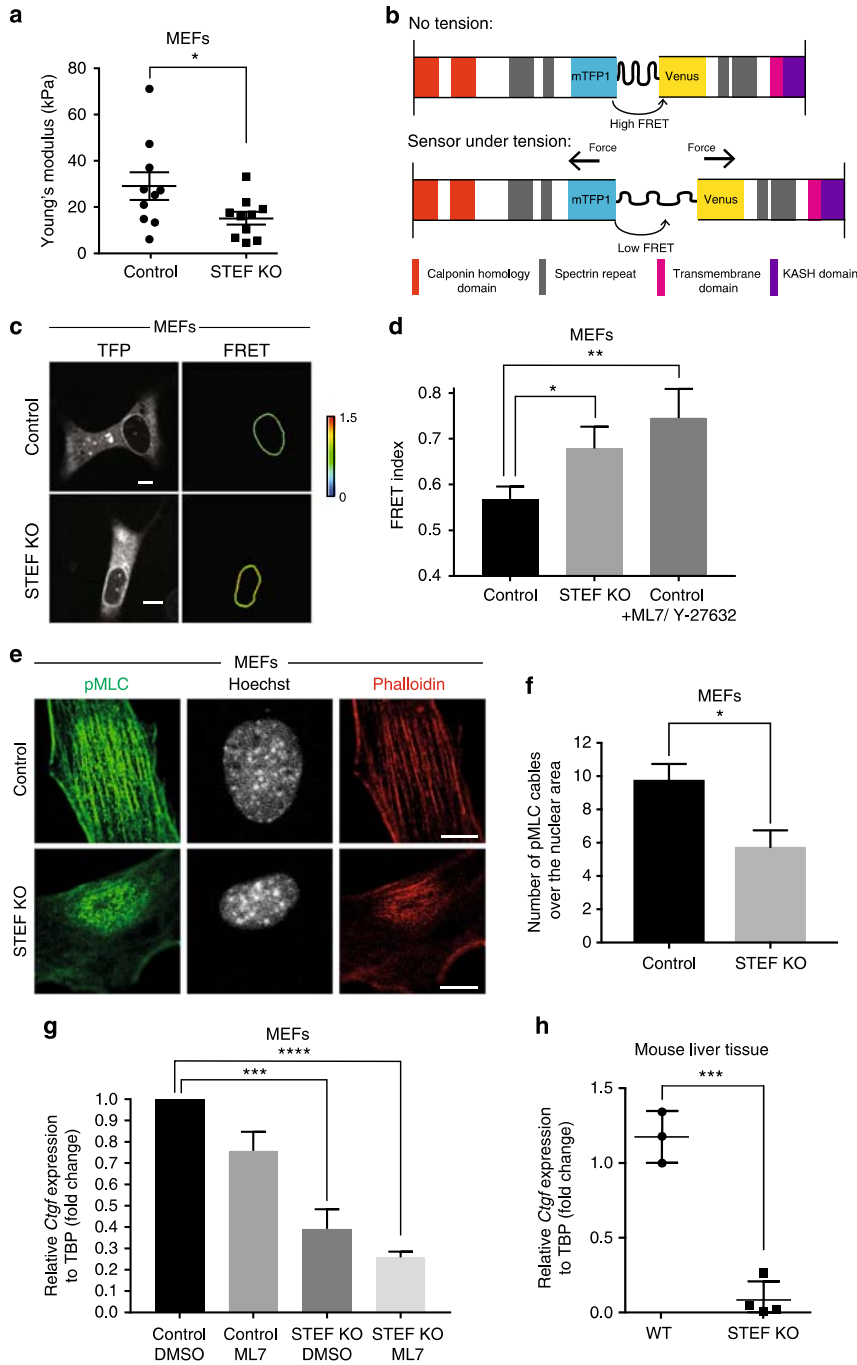 a
MEFs
*
Young's modulus (kPa)
80
60
40
20
0
Control
STEF KO
b
No tension:
mTFP1
Venus
High FRET
Sensor under tension:
Force
Force
mTFP1
Venus
Low FRET
Calponin homology
domain
Spectrin repeat
Transmembrane
domain
KASH domain
c
MEFs
TFP
FRET
Control
STEF KO
1.5
0
d
MEFs
**
*
FRET index
0.8
0.7
0.6
0.5
0.4
Control
STEF KO
Control
+ML7/ Y-27632
e
MEFs
pMLC
Hoechst
Phalloidin
Control
STEF KO
f
MEFs
*
Number of pMLC cables
over the nuclear area
12
10
8
6
4
2
0
Control
STEF KO
g
MEFs
****
***
Relative Ctgf expression
to TBP (fold change)
1.0
0.9
0.8
0.7
0.6
0.5
0.4
0.3
0.2
0.1
0.0
Control
DMSO
Control
ML7
STEF KO
DMSO
STEF KO
ML7
h
Mouse liver tissue
***
Relative Ctgf expression
to TBP (fold change)
1.5
1.0
0.5
0.0
WT
STEF KO